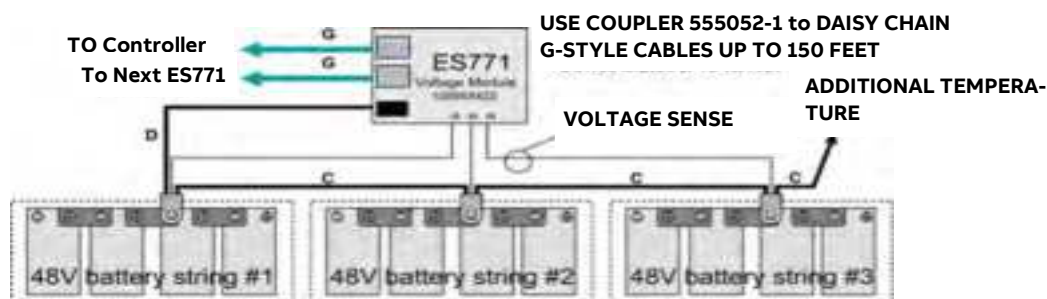 USE COUPLER 555052-1 to DAISY CHAIN
G-STYLE CABLES UP TO 150 FEET
TO Controller
G
To Next ES771
G
ES771
Voltage Module
ADDITIONAL TEMPERA-
TURE
VOLTAGE SENSE
D
C
C
C
48V battery string #1
48V battery string #2
48V battery string #3